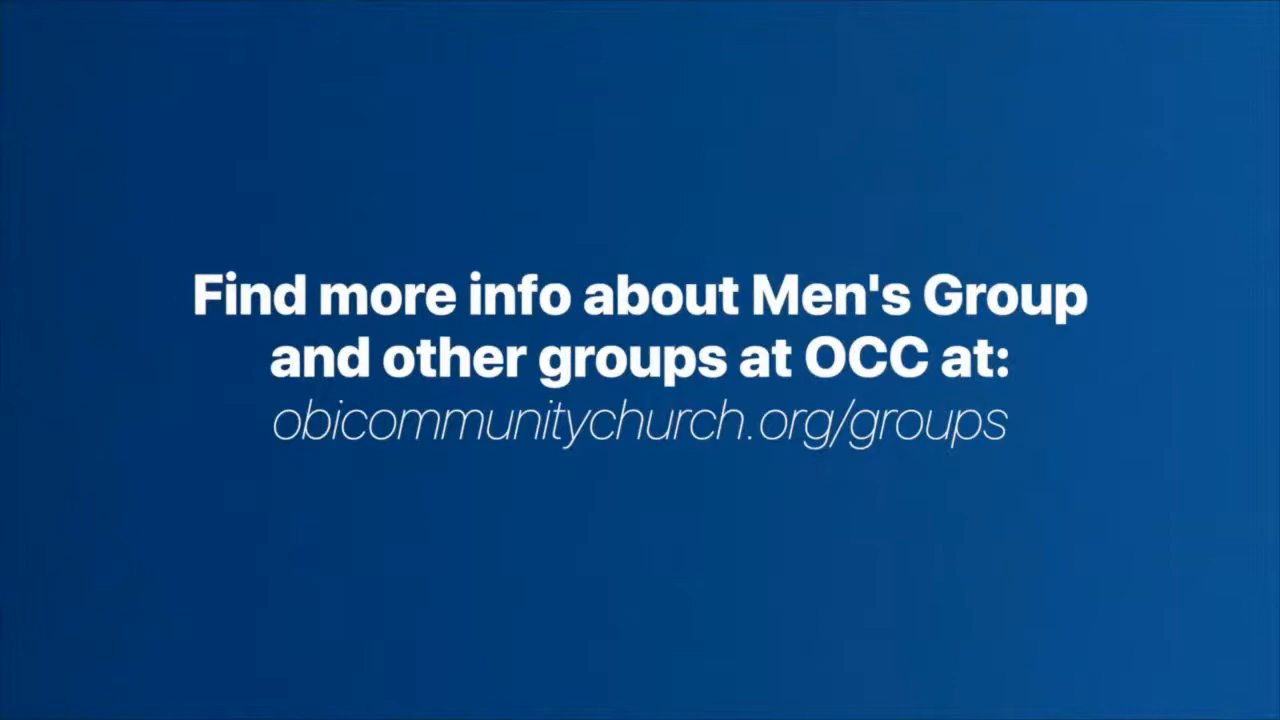 Find more info about Men's Group
and other groups at OCC at:
obicommunitychurch.org/groups